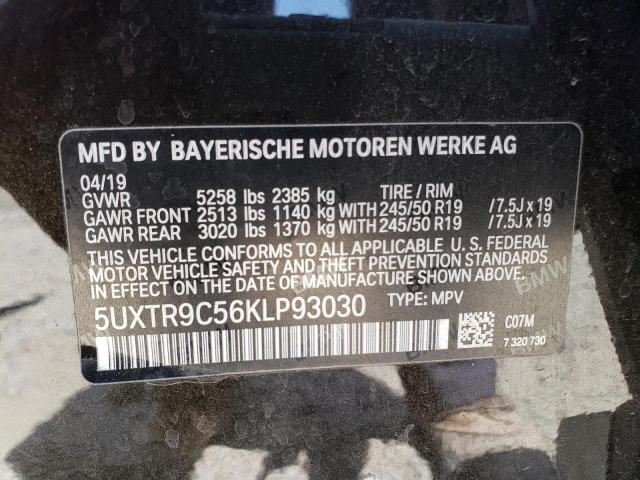 MFD BY BAYERISCHE MOTOREN WERKE AG
04/19
GVWR 5258 lbs 2385 kg TIRE / RIM
GAWR FRONT 2513 lbs 1140 kg WITH 245/50 R19 /7.5J x 19
GAWR REAR 3020 lbs 1370 kg WITH 245/50 R19 /7.5J x 19
THIS VEHICLE CONFORMS TO ALL APPLICABLE U. S. FEDERAL
MOTOR VEHICLE SAFETY AND THEFT PREVENTION STANDARDS
IN EFFECT ON THE DATE OF MANUFACTURE SHOWN ABOVE.
5UXTR9C56KLP93030 TYPE: MPV
C07M
7 320 730